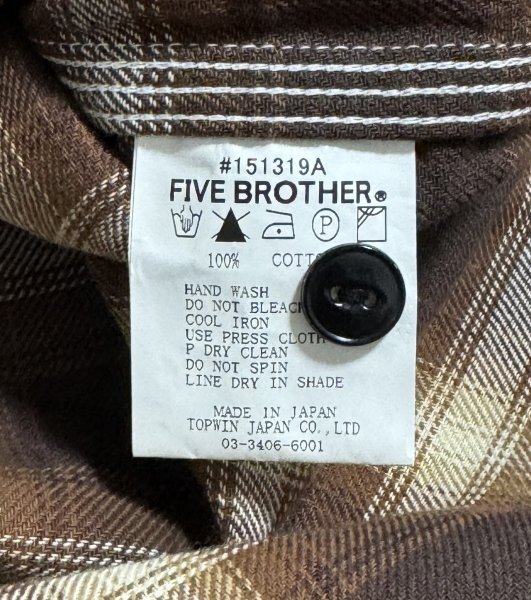 #151319A
FIVE BROTHER®
P
100%
HAND WASH
DO NOT BLEACH
COOL IRON
USE PRESS CLOTH
P DRY CLEAN
DO NOT SPIN
LINE DRY IN SHADE
MADE IN JAPAN
TOPWIN JAPAN CO.,LTD
03-3406-6001